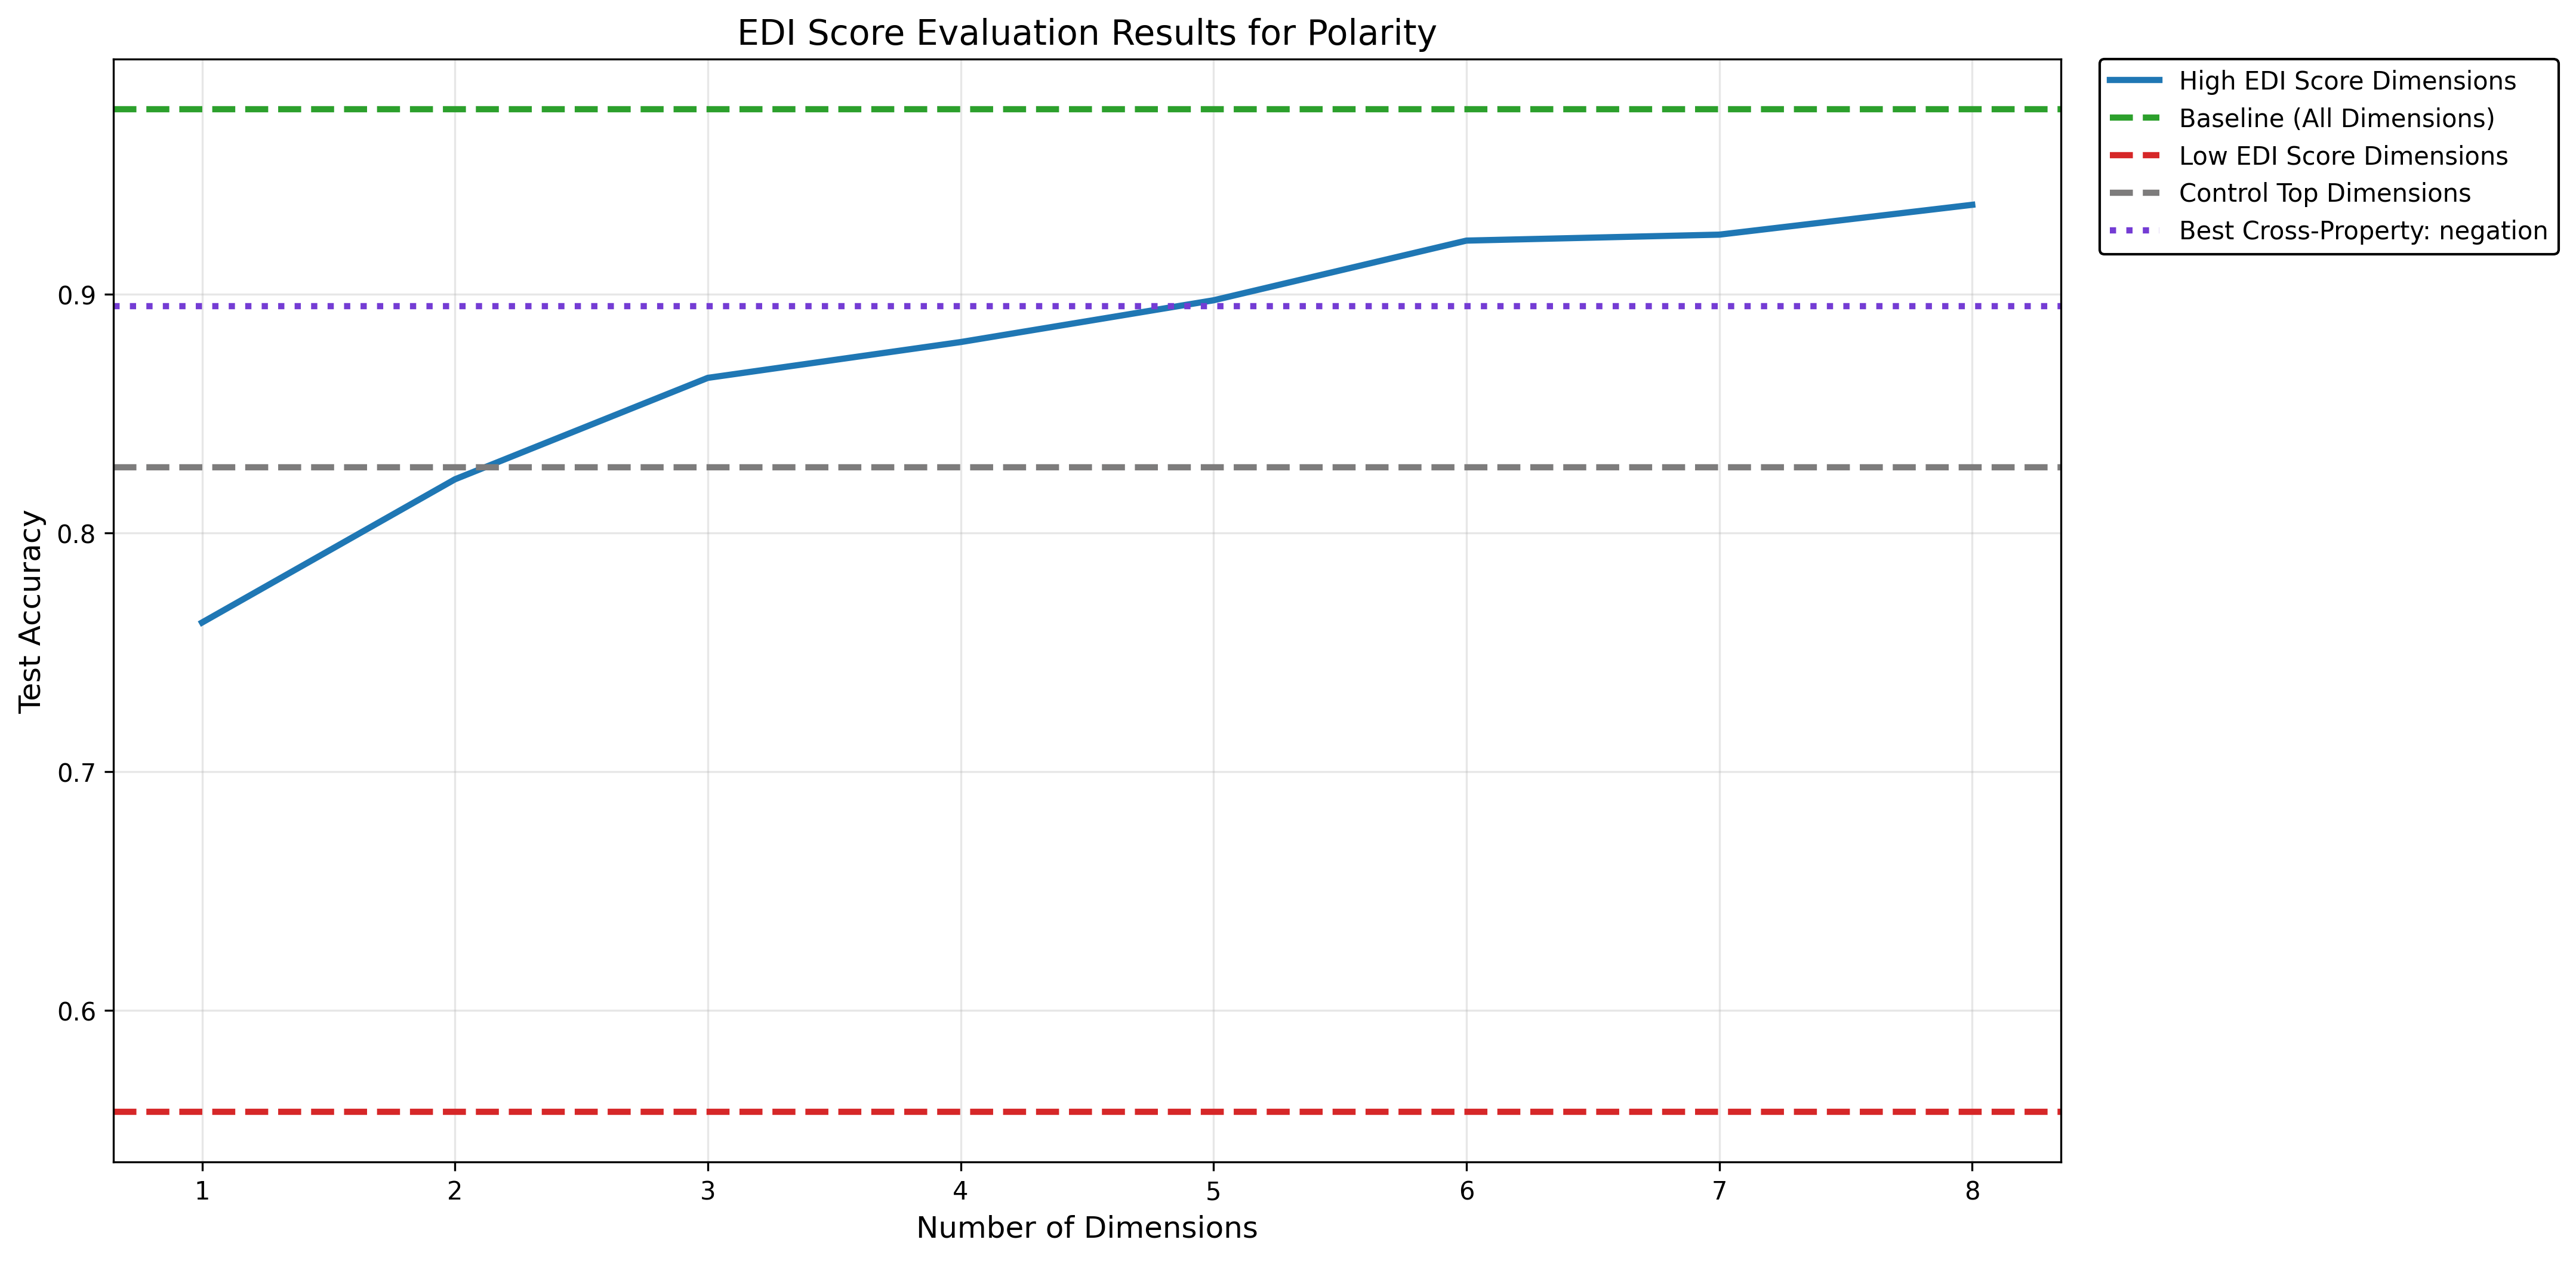 EDI Score Evaluation Results for Polarity
High EDI Score Dimensions
Baseline (All Dimensions)
Low EDI Score Dimensions
Control Top Dimensions
Best Cross-Property: negation
Test Accuracy
0.9
0.8
0.7
0.6
1 2 3 4 5 6 7 8
Number of Dimensions